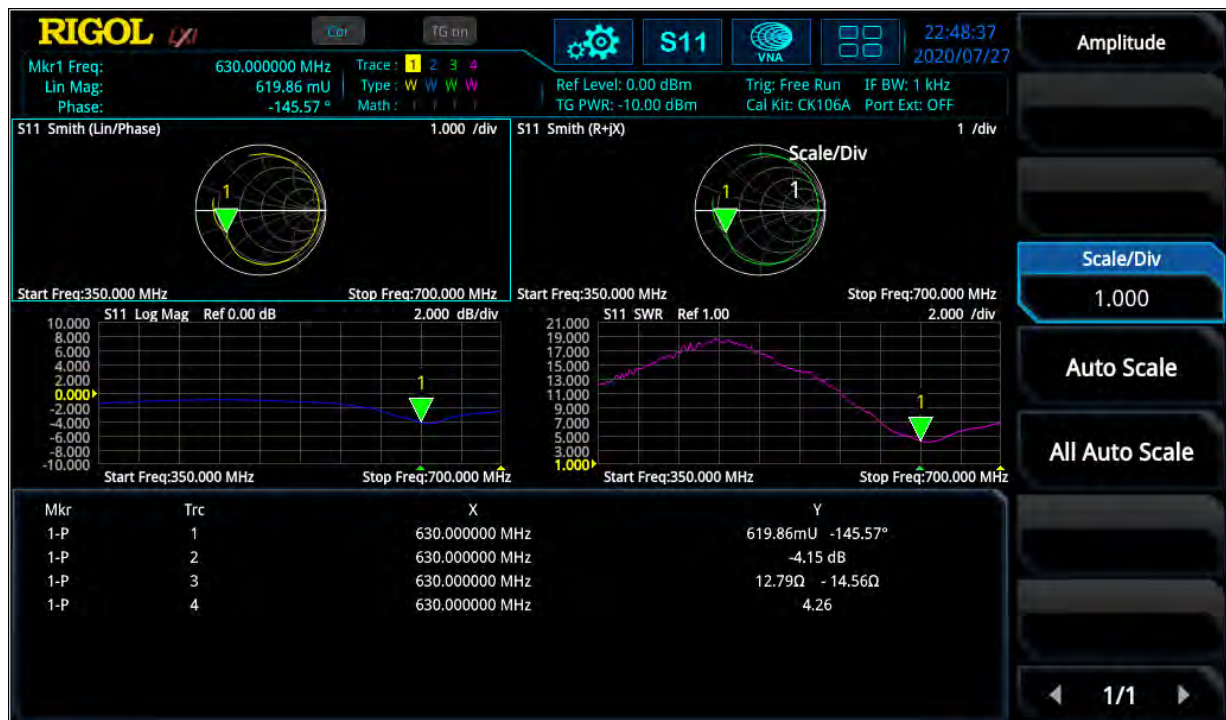 RIGOL LXI Cor TG on S11 VNA 22:48:37
2020/07/27
Mkr1 Freq: 630.000000 MHz Trace: 1 2 3 4
Lin Mag: 619.86 mU Type: W W W W
Phase: -145.57 ° Math:
Ref Level: 0.00 dBm Trig: Free Run IF BW: 1 kHz
TG PWR: -10.00 dBm Cal Kit: CK106A Port Ext: OFF
S11 Smith (Lin/Phase) 1.000 /div
1
Start Freq:350.000 MHz Stop Freq:700.000 MHz
S11 Smith (R+jX) 1 /div
Scale/Div
1
1
Start Freq:350.000 MHz Stop Freq:700.000 MHz
S11 Log Mag Ref 0.00 dB 2.000 dB/div
10.000
8.000
6.000
4.000
2.000
0.000
-2.000
-4.000
-6.000
-8.000
-10.000
1
Start Freq:350.000 MHz Stop Freq:700.000 MHz
S11 SWR Ref 1.00 2.000 /div
21.000
19.000
17.000
15.000
13.000
11.000
9.000
7.000
5.000
3.000
1.000
1
Start Freq:350.000 MHz Stop Freq:700.000 MHz
Mkr Trc X Y
1-P 1 630.000000 MHz 619.86mU -145.57°
1-P 2 630.000000 MHz -4.15 dB
1-P 3 630.000000 MHz 12.79Ω - 14.56Ω
1-P 4 630.000000 MHz 4.26
Amplitude
Scale/Div
1.000
Auto Scale
All Auto Scale
1/1